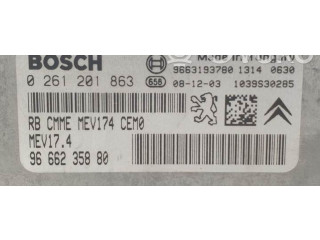 BOSCH
Made in Hungary
9663193780 1314 0630
0 261 201 863 656 08-12-03 1039S30285
RB CMME MEV174 CEM0
MEV17.4
96 662 358 80